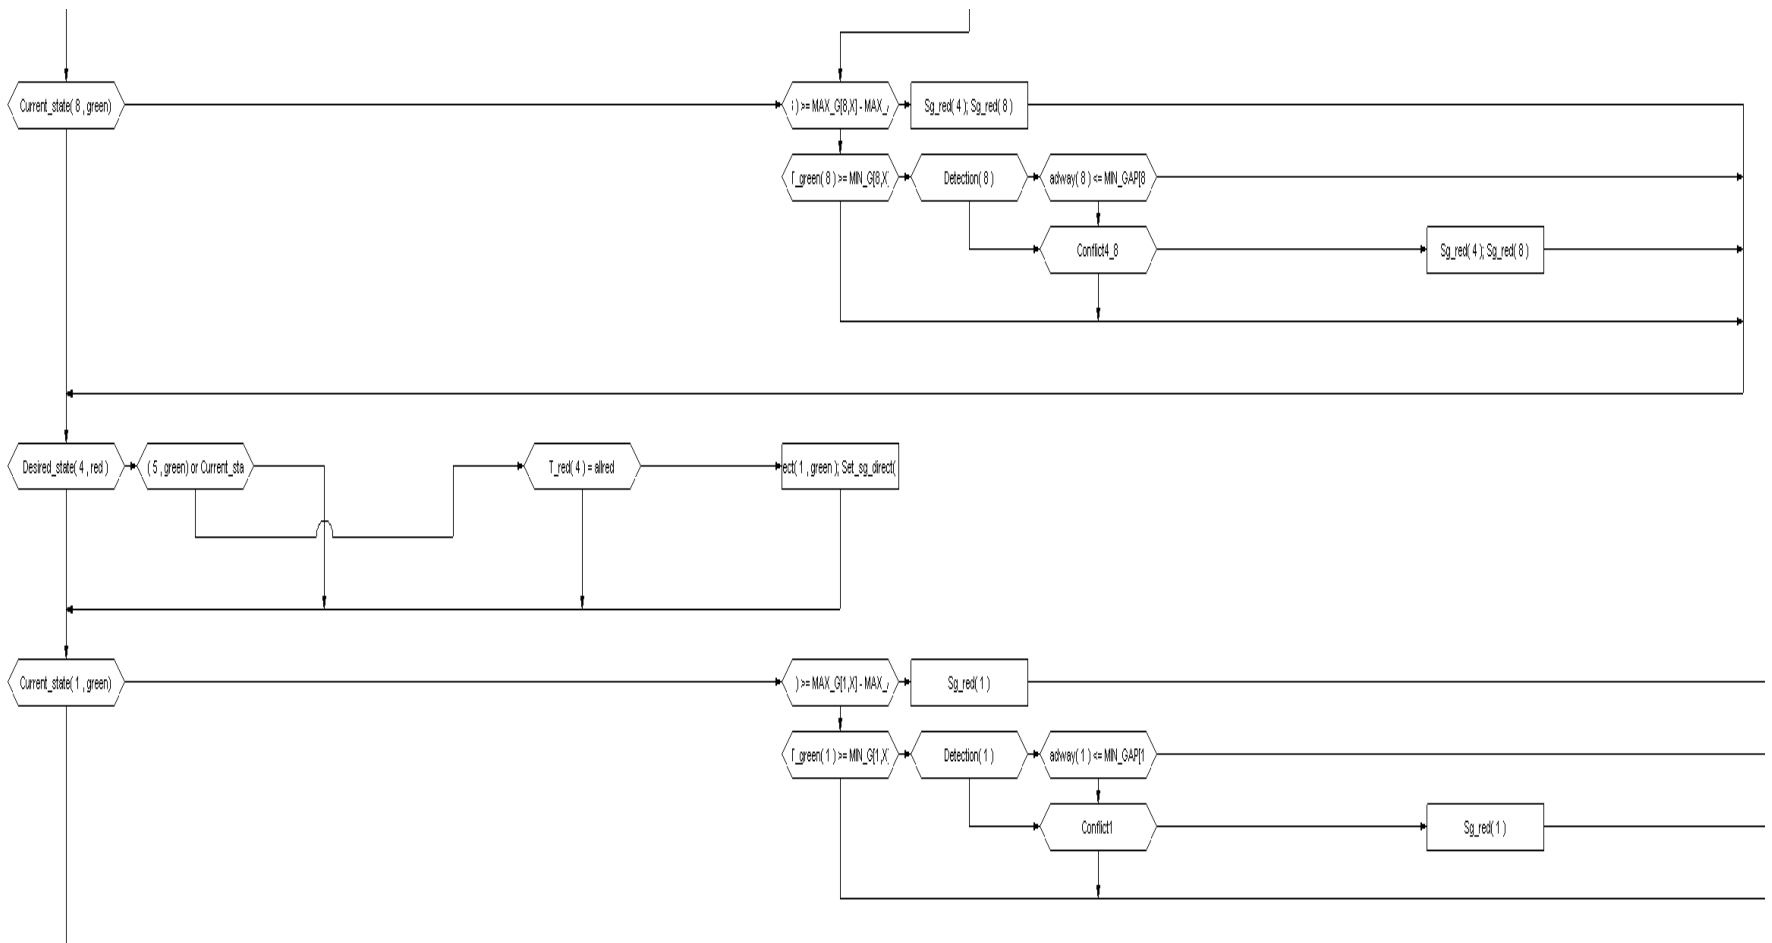 Current_state( 8 , green)
) >= MAX_G[8,X] - MAX_
Sg_red( 4 ); Sg_red( 8 )
T_green( 8 ) >= MIN_G[8,X]
Detection( 8 )
adway( 8 ) <= MIN_GAP[8
Conflict4_8
Sg_red( 4 ); Sg_red( 8 )
Desired_state( 4 , red )
( 5 , green) or Current_sta
T_red( 4 ) = allred
ect( 1 , green ); Set_sg_direct(
Current_state( 1 , green)
) >= MAX_G[1,X] - MAX_
Sg_red( 1 )
T_green( 1 ) >= MIN_G[1,X]
Detection( 1 )
adway( 1 ) <= MIN_GAP[1
Conflict1
Sg_red( 1 )